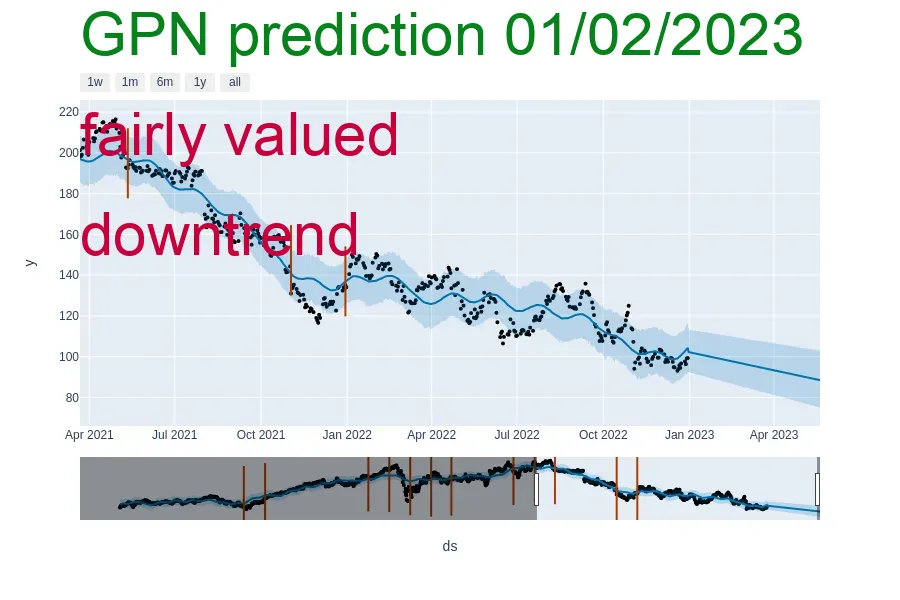 GPN prediction 01/02/2023
1w 1m 6m 1y all
fairly valued
downtrend
220
200
180
160
140
120
100
80
y
Apr 2021 Jul 2021 Oct 2021 Jan 2022 Apr 2022 Jul 2022 Oct 2022 Jan 2023 Apr 2023
ds